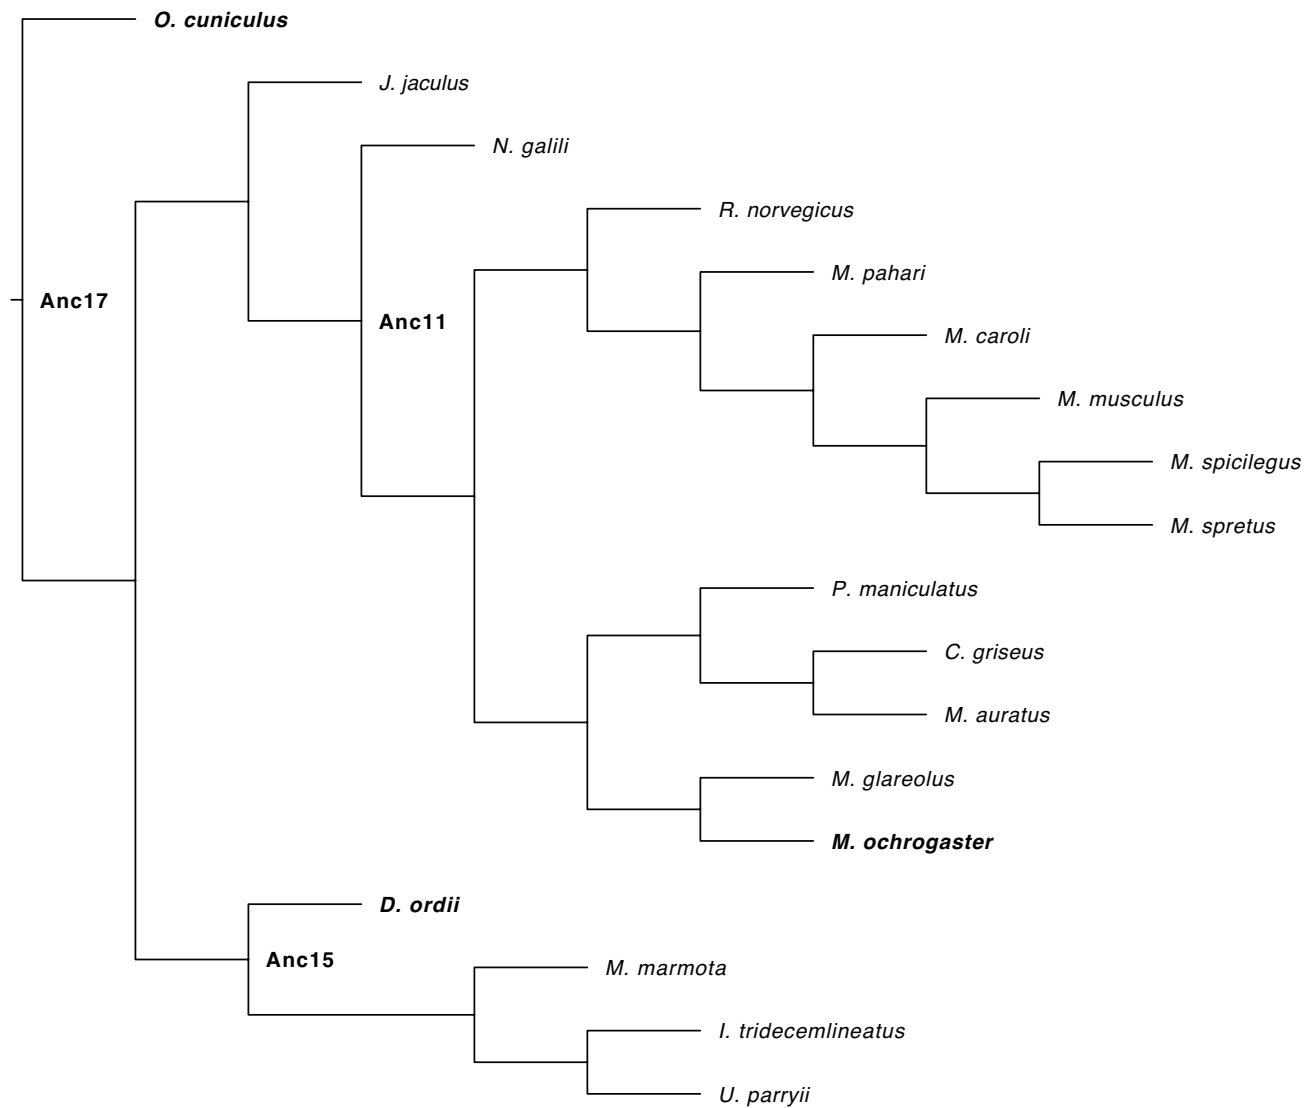 O. cuniculus
J. jaculus
N. galili
R. norvegicus
M. pahari
Anc17
Anc11
M. caroli
M. musculus
M. spicilegus
M. spretus
P. maniculatus
C. griseus
M. auratus
M. glareolus
M. ochrogaster
D. ordii
Anc15
M. marmota
I. tridecemlineatus
U. parryii